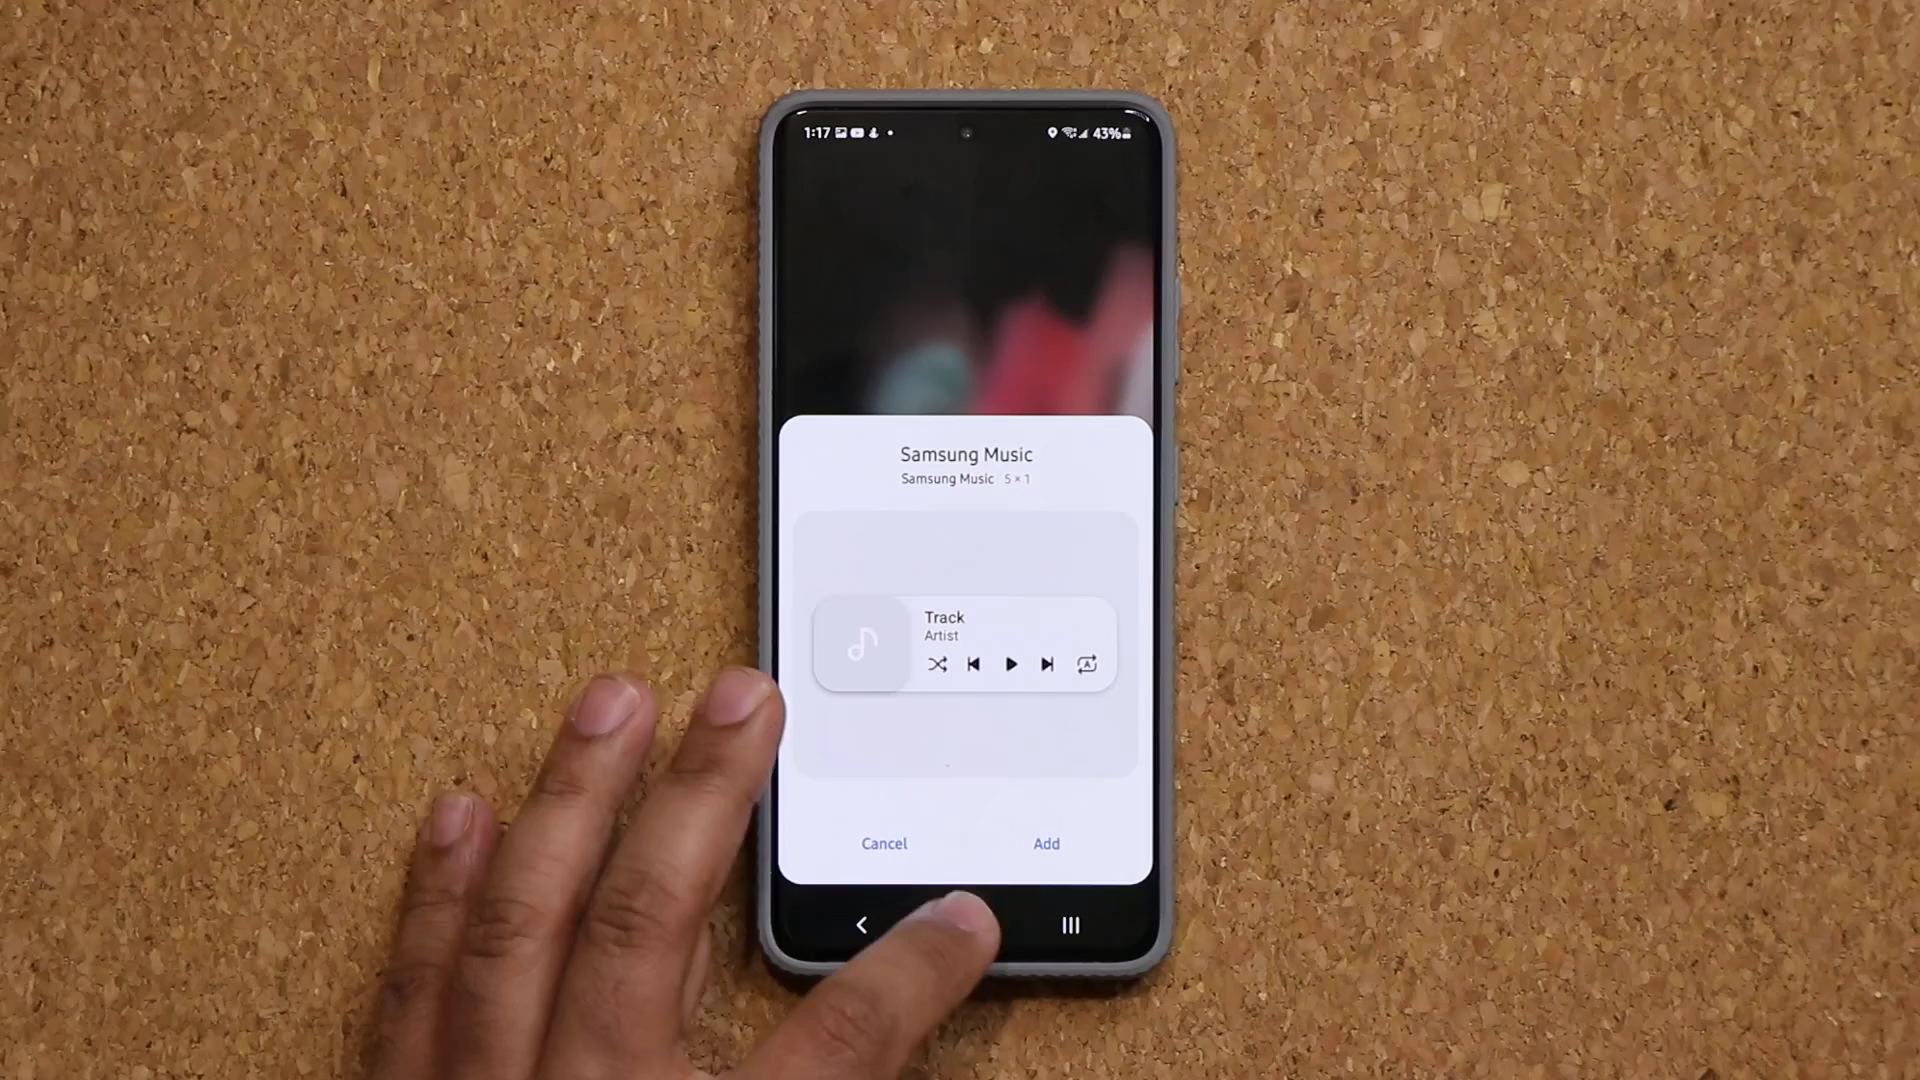 1:17 43%
Samsung Music
Samsung Music 5×1
Track
Artist
A
Cancel Add